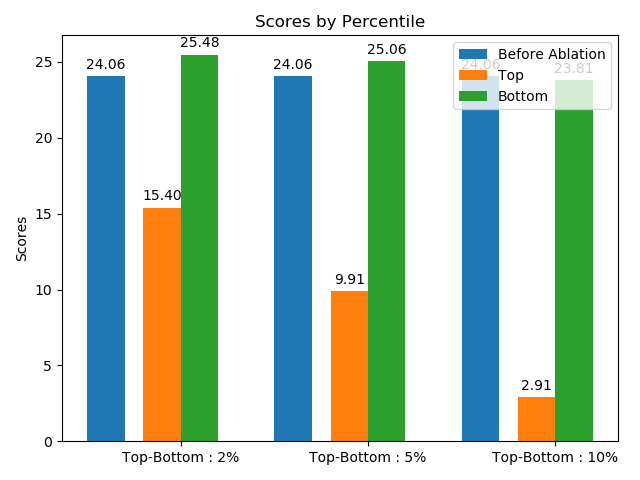 Scores by Percentile
Before Ablation
Top
Bottom
24.06
15.40
25.48
24.06
9.91
25.06
24.06
2.91
23.81
Scores
25
20
15
10
5
0
Top-Bottom : 2%
Top-Bottom : 5%
Top-Bottom : 10%